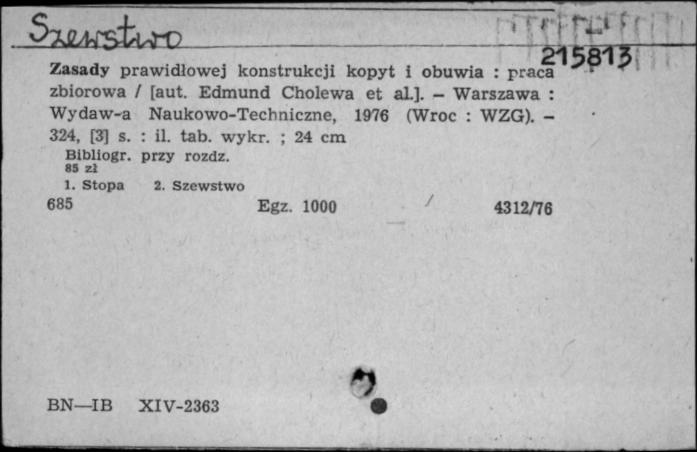 Szewstwo
215813
Zasady prawidłowej konstrukcji kopyt i obuwia : praca
zbiorowa / [aut. Edmund Cholewa et al.]. – Warszawa :
Wydaw-a Naukowo-Techniczne, 1976 (Wroc : WZG). –
324, [3] s. : il. tab. wykr. ; 24 cm
Bibliogr. przy rozdz.
85 zł
1. Stopa 2. Szewstwo
685 Egz. 1000 / 4312/76
BN—IB XIV-2363